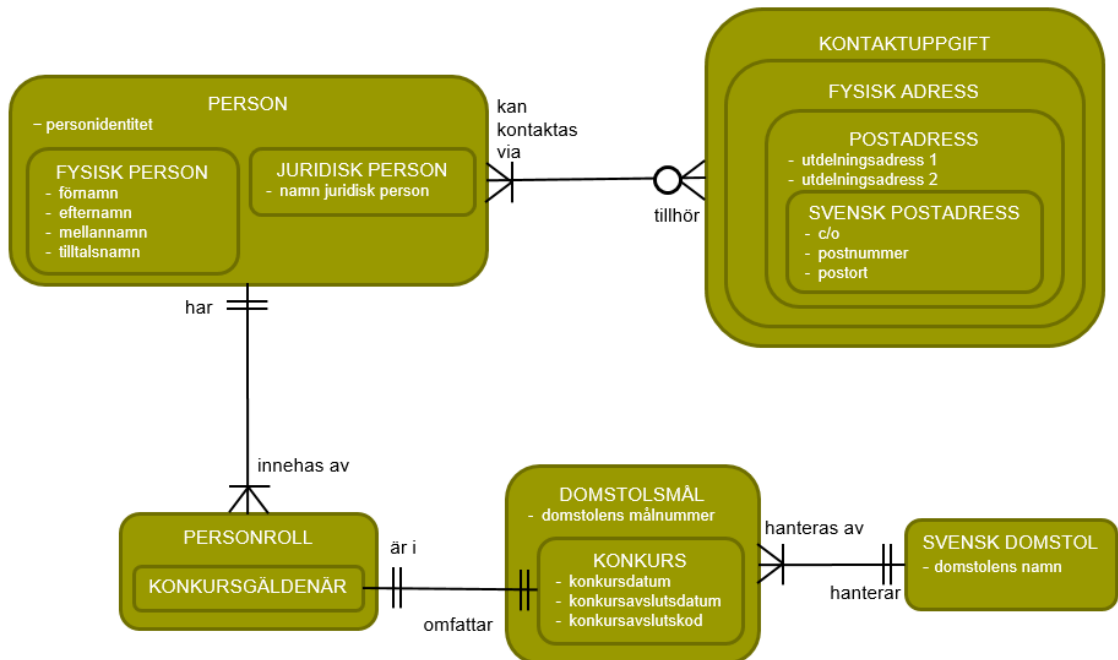 PERSON
– personidentitet
FYSISK PERSON
- förnamn
- efternamn
- mellannamn
- tilltalsnamn
JURIDISK PERSON
- namn juridisk person
kan
kontaktas
via
tillhör
KONTAKTUPPGIFT
FYSISK ADRESS
POSTADRESS
- utdelningsadress 1
- utdelningsadress 2
SVENSK POSTADRESS
- c/o
- postnummer
- postort
har
innehas av
PERSONROLL
KONKURSGÄLDENÄR
är i
omfattar
DOMSTOLSMÅL
- domstolens målnummer
KONKURS
- konkursdatum
- konkursavslutsdatum
- konkursavslutskod
hanteras av
hanterar
SVENSK DOMSTOL
- domstolens namn